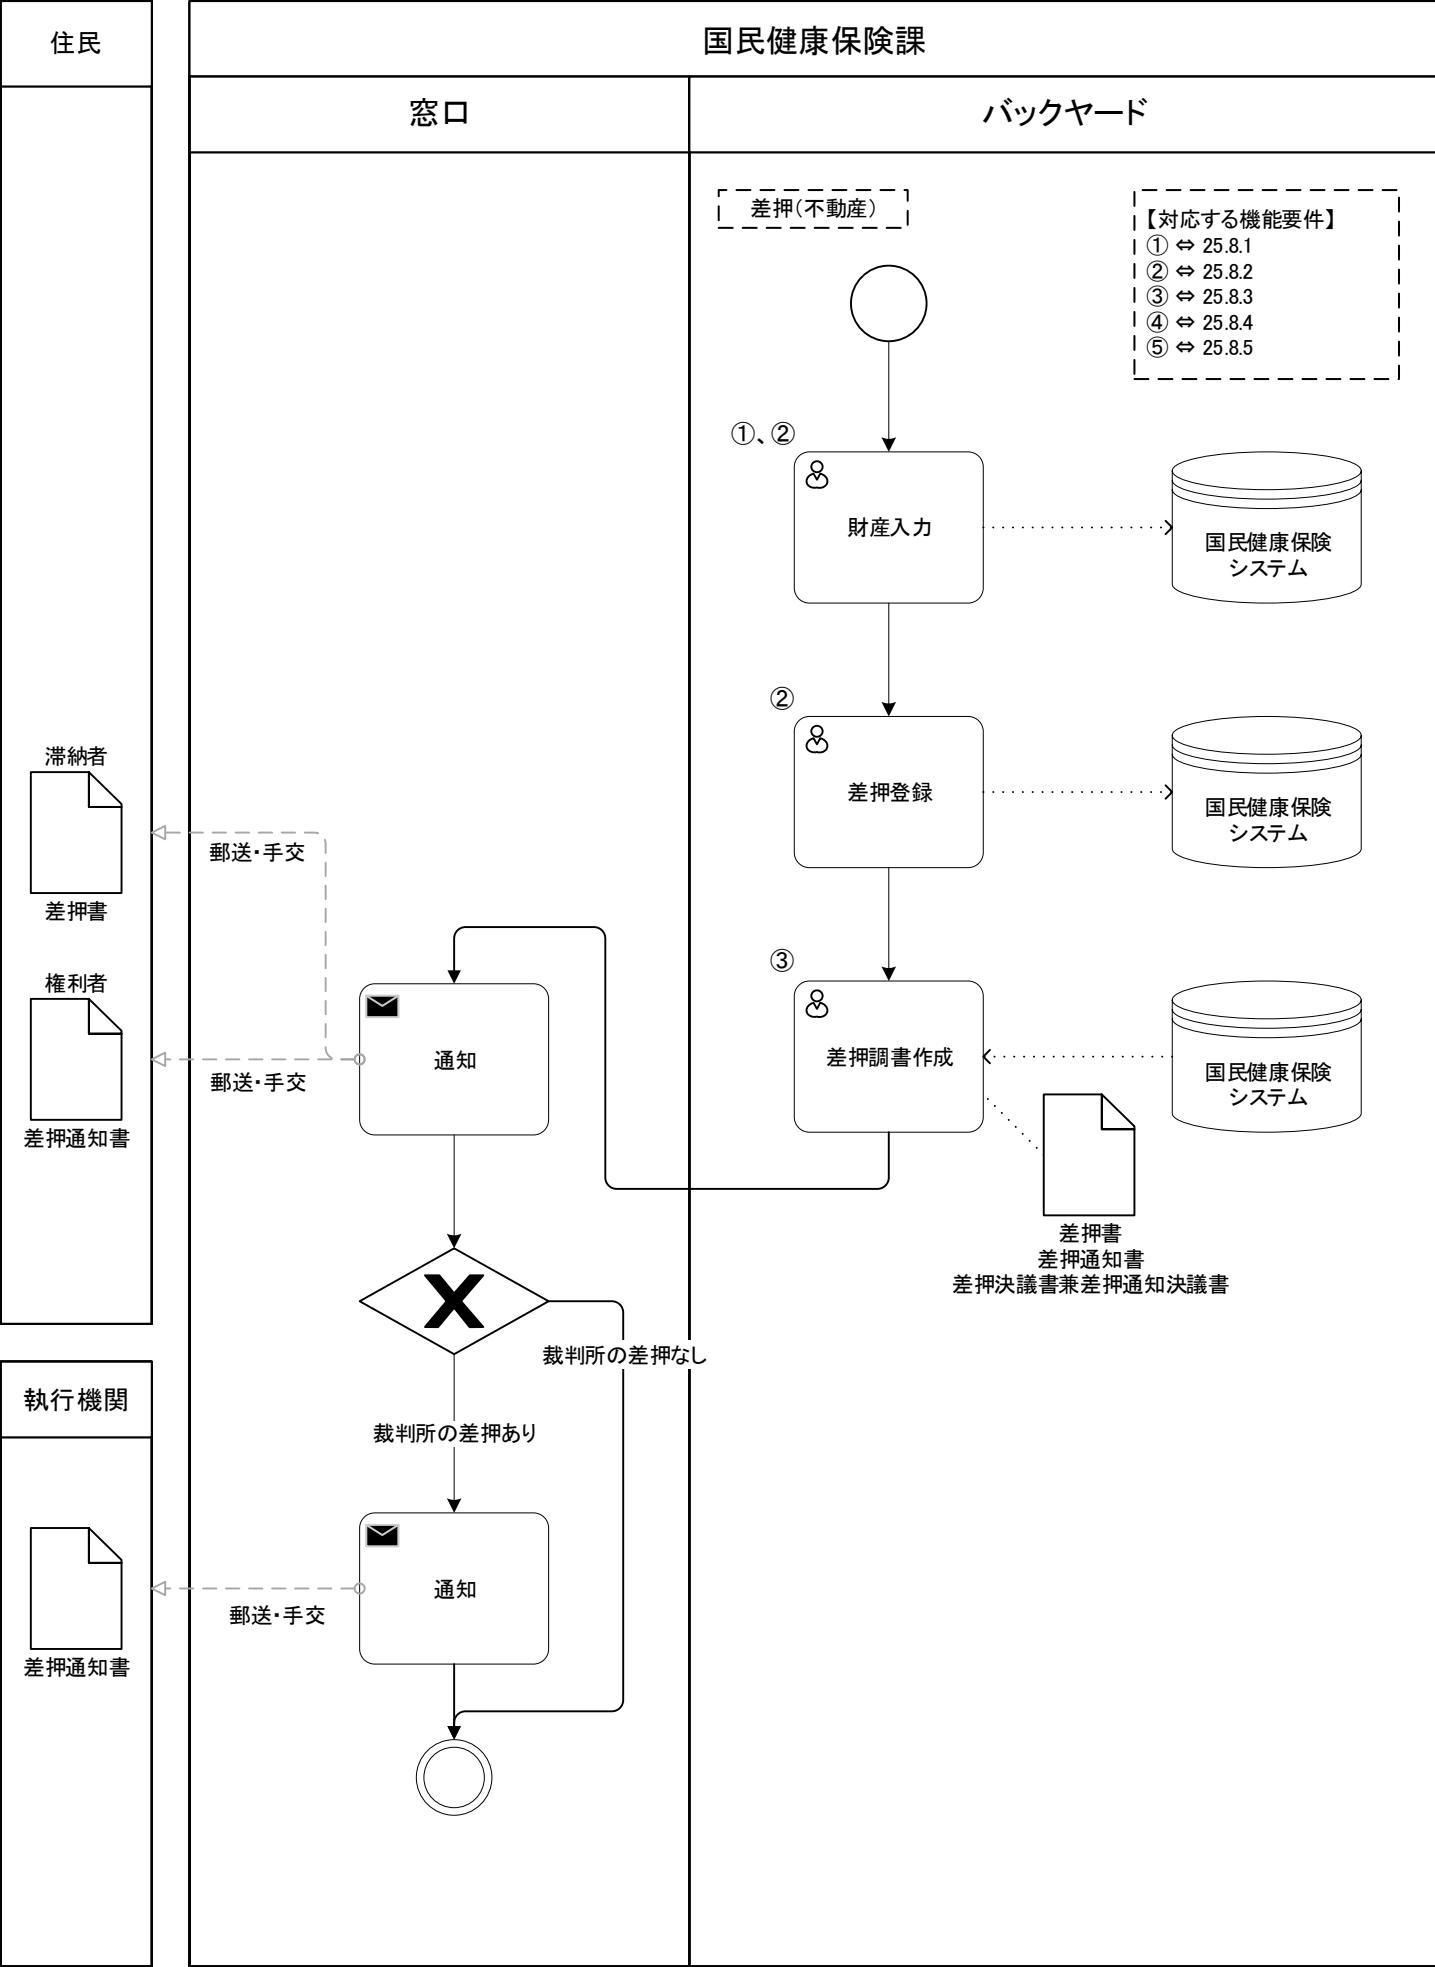 住民
国民健康保険課
窓口
バックヤード
差押(不動産)
【対応する機能要件】
① ⇔ 25.8.1
② ⇔ 25.8.2
③ ⇔ 25.8.3
④ ⇔ 25.8.4
⑤ ⇔ 25.8.5
①、②
財産入力
国民健康保険
システム
②
差押登録
国民健康保険
システム
滞納者
郵送・手交
差押書
③
差押調書作成
国民健康保険
システム
権利者
通知
郵送・手交
差押通知書
差押書
差押通知書
差押決議書兼差押通知決議書
裁判所の差押なし
執行機関
裁判所の差押あり
通知
郵送・手交
差押通知書